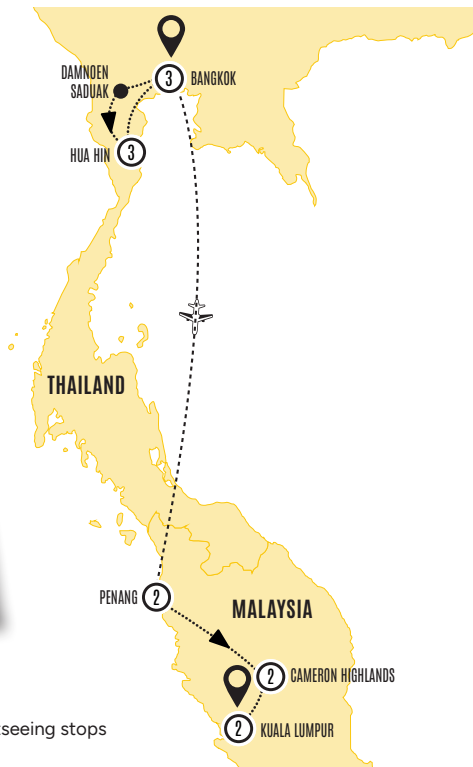 DAMNOEN
SADUAK
3
BANGKOK
HUA HIN
3
THAILAND
PENANG
2
MALAYSIA
2
CAMERON HIGHLANDS
2
KUALA LUMPUR
seeing stops